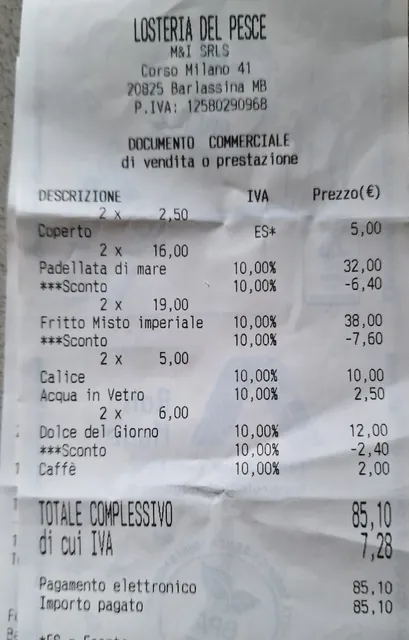 LOSTERIA DEL PESCE
M&I SRLS
Corso Milano 41
20825 Barlassina MB
P.IVA: 12580290968
DOCUMENTO COMMERCIALE
di vendita o prestazione
DESCRIZIONE IVA Prezzo(€)
2 x 2,50
Coperto ES* 5,00
2 x 16,00
Padellata di mare 10,00% 32,00
***Sconto 10,00% -6,40
2 x 19,00
Fritto Misto imperiale 10,00% 38,00
***Sconto 10,00% -7,60
2 x 5,00
Calice 10,00% 10,00
Acqua in Vetro 10,00% 2,50
2 x 6,00
Dolce del Giorno 10,00% 12,00
***Sconto 10,00% -2,40
Caffè 10,00% 2,00
TOTALE COMPLESSIVO 85,10
di cui IVA 7,28
Pagamento elettronico 85,10
Importo pagato 85,10